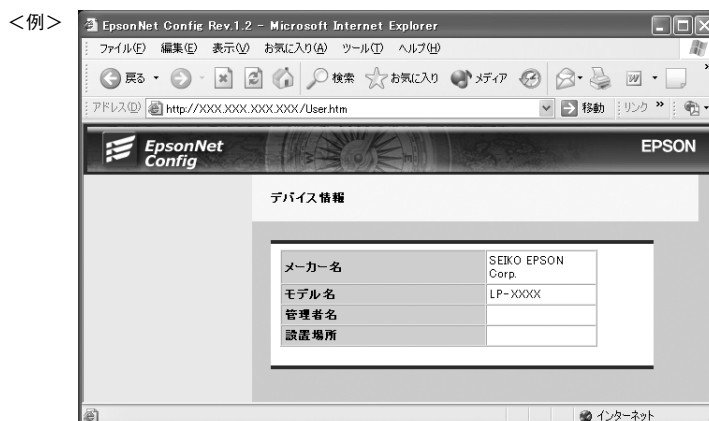 <例>
EpsonNet Config Rev.1.2 - Microsoft Internet Explorer
ファイル(F) 編集(E) 表示(V) お気に入り(A) ツール(T) ヘルプ(H)
戻る 検索 お気に入り メディア
アドレス(D) http://XXX.XXX.XXX.XXX/User.htm 移動 リンク »
EpsonNet
Config
EPSON
デバイス情報
メーカー名 SEIKO EPSON
Corp.
モデル名 LP-XXXX
管理者名
設置場所
インターネット